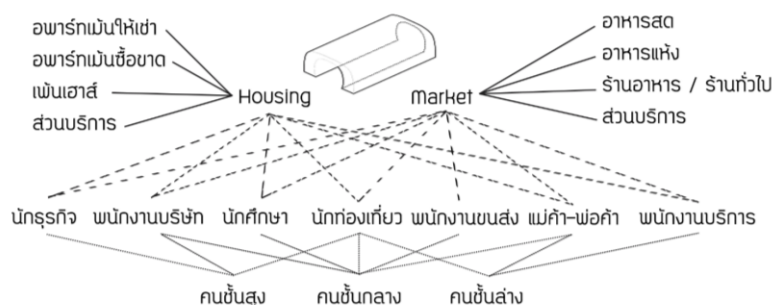 อพาร์ทเม้นให้เช่า
อพาร์ทเม้นซื้อขาด
เพ้นเฮาส์
ส่วนบริการ
Housing
Market
อาหารสด
อาหารแห้ง
ร้านอาหาร / ร้านทั่วไป
ส่วนบริการ
นักธุรกิจ พนักงานบริษัท นักศึกษา นักท่องเที่ยว พนักงานขนส่ง แม่ค้า-พ่อค้า พนักงานบริการ
คนชั้นสูง คนชั้นกลาง คนชั้นล่าง